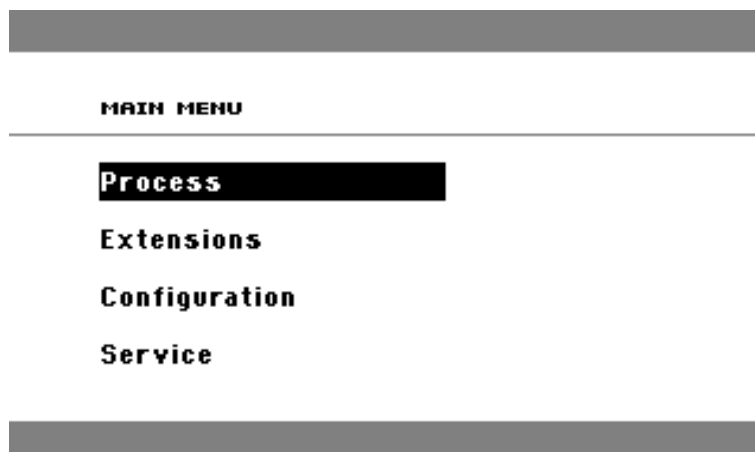 MAIN MENU
Process
Extensions
Configuration
Service